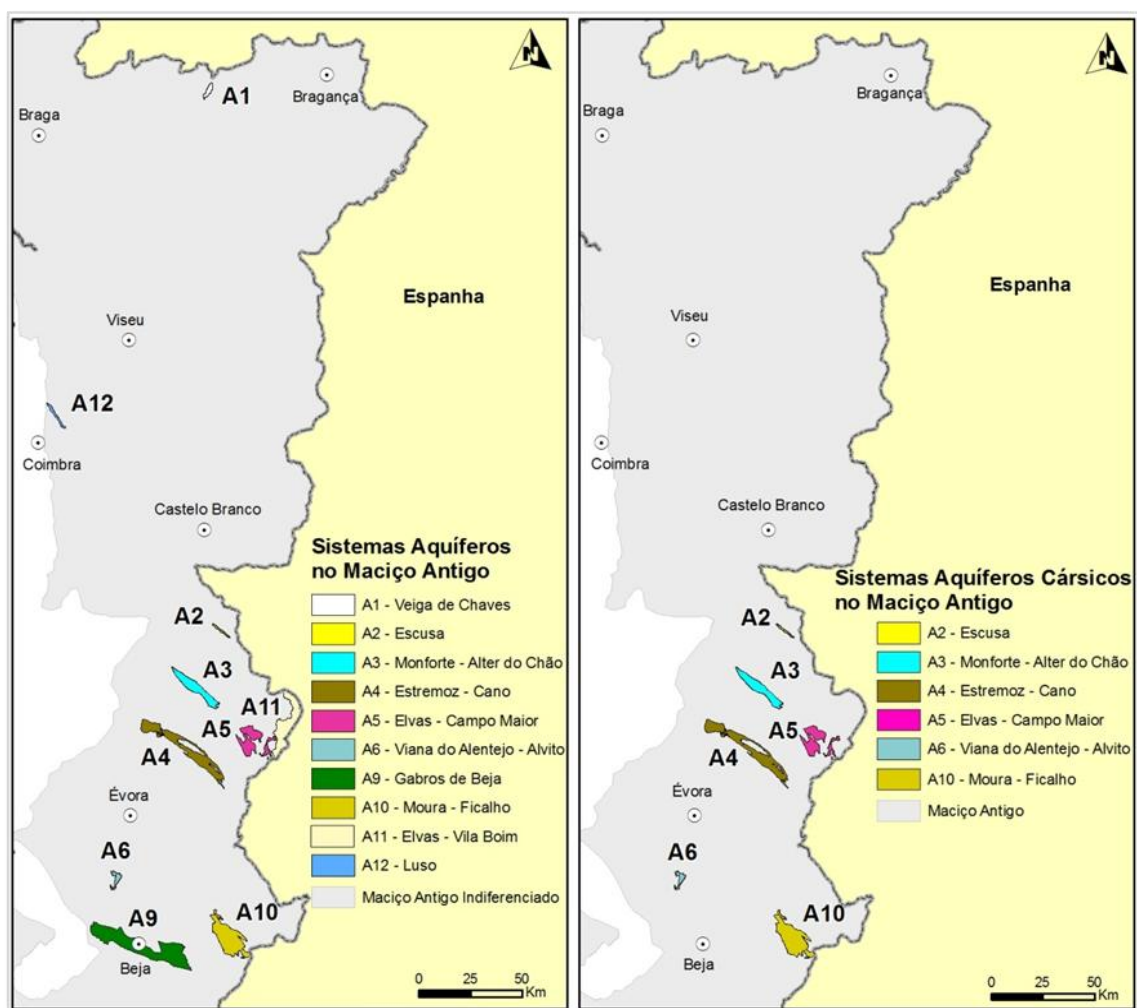 N
A1
Bragança
Braga
Espanha
Viseu
A12
Coimbra
Castelo Branco
Sistemas Aquíferos
no Maciço Antigo
A1 - Veiga de Chaves
A2 - Escusa
A3 - Monforte - Alter do Chão
A4 - Estremoz - Cano
A5 - Elvas - Campo Maior
A6 - Viana do Alentejo - Alvito
A9 - Gabros de Beja
A10 - Moura - Ficalho
A11 - Elvas - Vila Boim
A12 - Luso
Maciço Antigo Indiferenciado
A2
A3
A11
A5
A4
Évora
A6
A9
A10
Beja
0 25 50
Km
N
Bragança
Braga
Espanha
Viseu
Coimbra
Castelo Branco
Sistemas Aquíferos Cársicos
no Maciço Antigo
A2 - Escusa
A3 - Monforte - Alter do Chão
A4 - Estremoz - Cano
A5 - Elvas - Campo Maior
A6 - Viana do Alentejo - Alvito
A10 - Moura - Ficalho
Maciço Antigo
A2
A3
A5
A4
Évora
A6
A10
Beja
0 25 50
Km